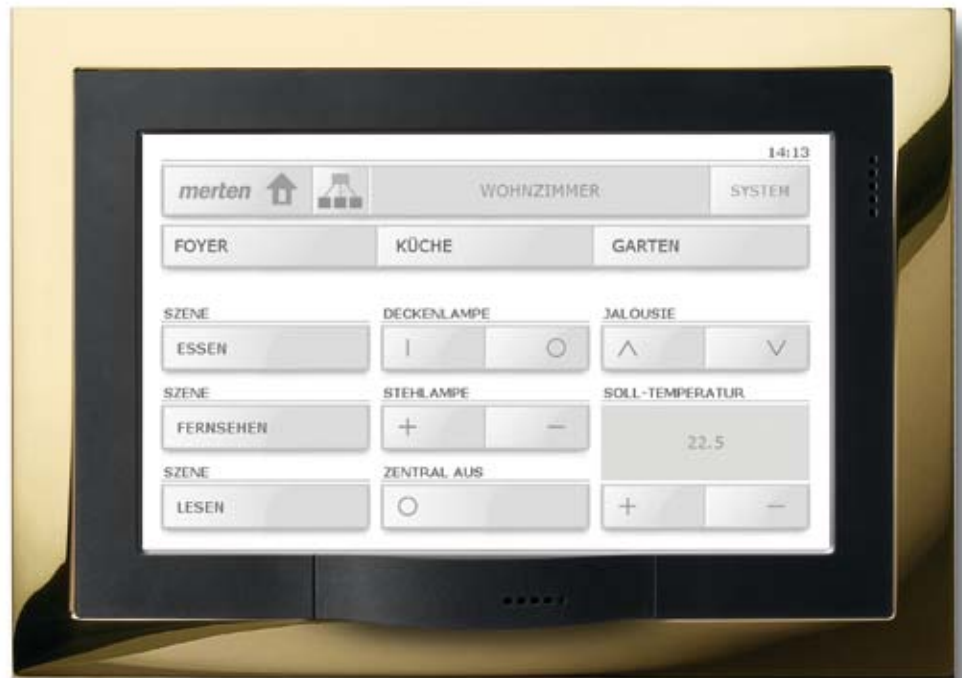 14:13
merten WOHNZIMMER SYSTEM
FOYER KÜCHE GARTEN
SZENE DECKENLAMPE JALOUSIE
ESSEN I O
SZENE STEHLAMPE SOLL-TEMPERATUR
FERNSEHEN + −
22.5
SZENE ZENTRAL AUS
LESEN O + −